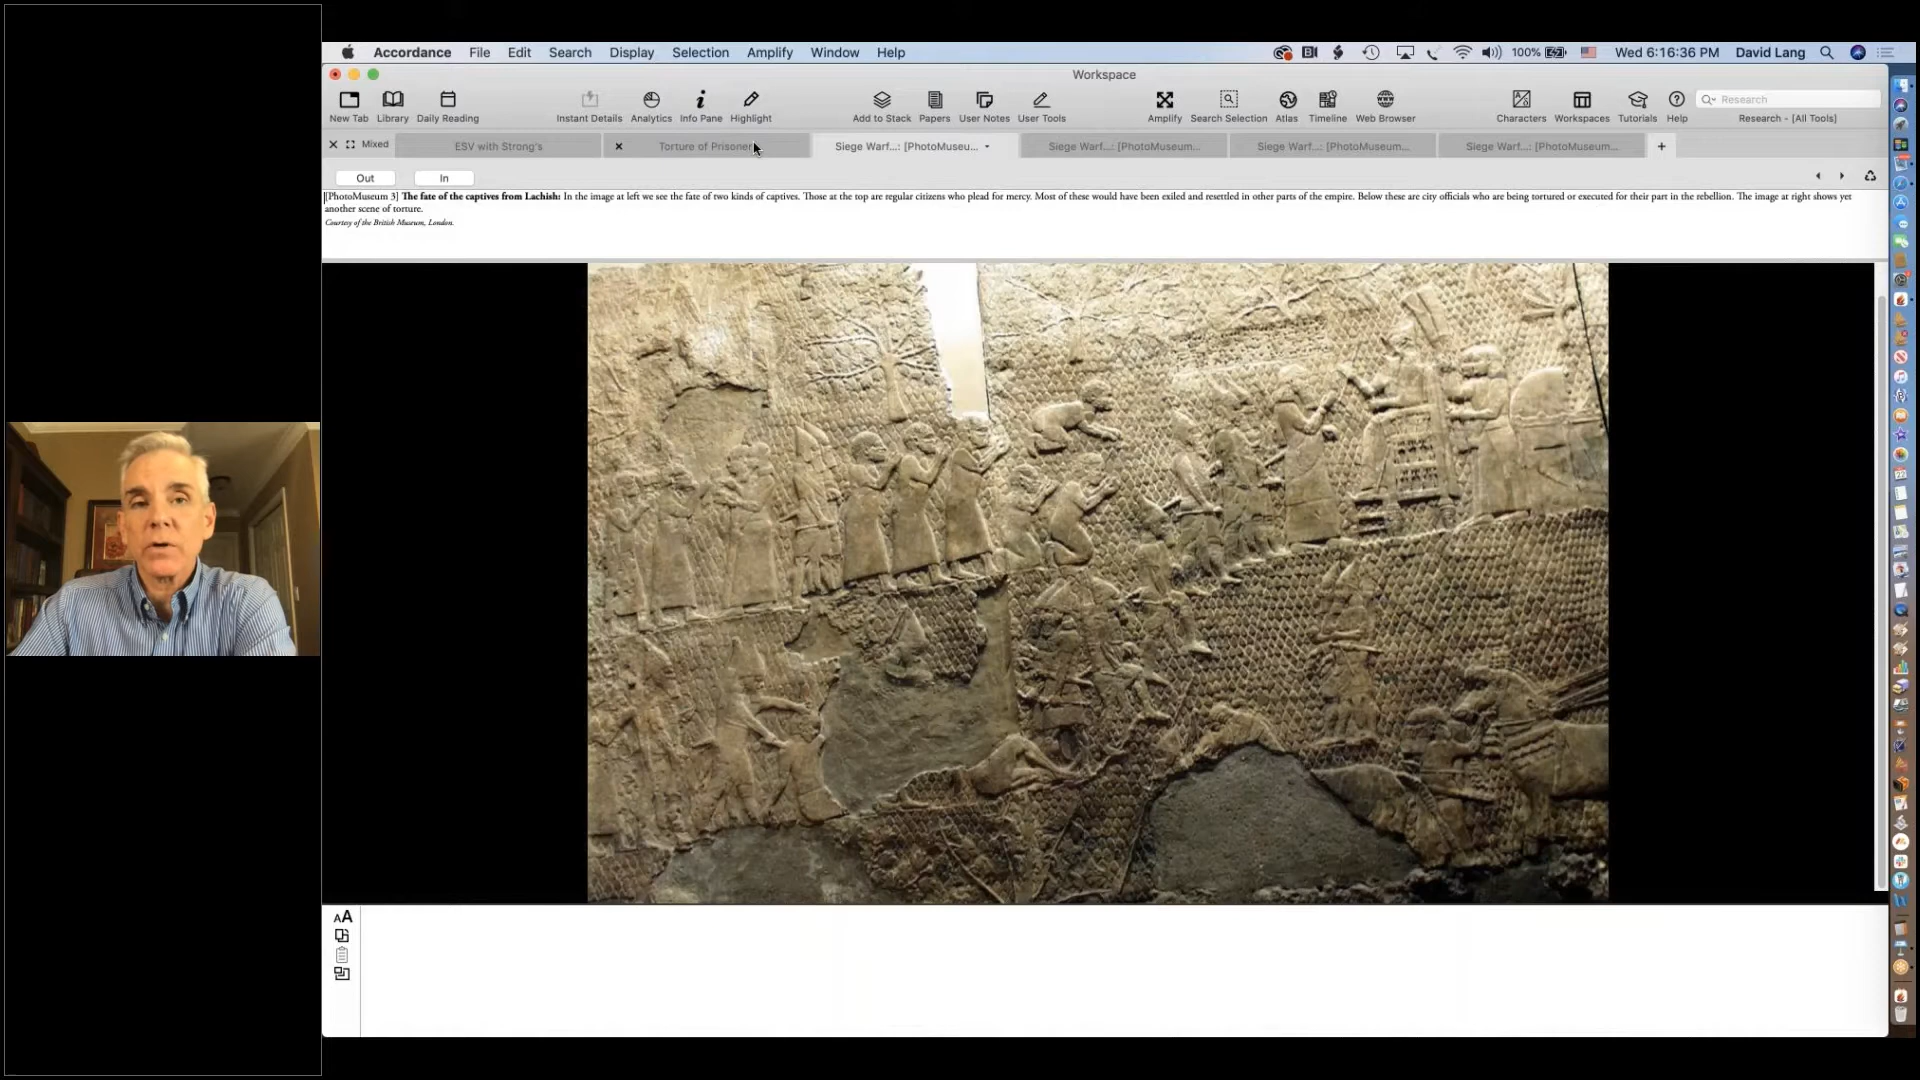 Accordance File Edit Search Display Selection Amplify Window Help 100% Wed 6:16:36 PM David Lang
Workspace
New Tab Library Daily Reading Instant Details Analytics Info Pane Highlight Add to Stack Papers User Notes User Tools Amplify Search Selection Atlas Timeline Web Browser Characters Workspaces Tutorials Help Research
Research - [All Tools]
Mixed ESV with Strong's Torture of Prisoner Siege Warf...: [PhotoMuseu... Siege Warf...: [PhotoMuseum... Siege Warf...: [PhotoMuseum... Siege Warf...: [PhotoMuseum...
Out In
[PhotoMuseum 3] The fate of the captives from Lachish: In the image at left we see the fate of two kinds of captives. Those at the top are regular citizens who plead for mercy. Most of these would have been exiled and resettled in other parts of the empire. Below these are city officials who are being tortured or executed for their part in the rebellion. The image at right shows yet
another scene of torture.
Courtesy of the British Museum, London.
AA